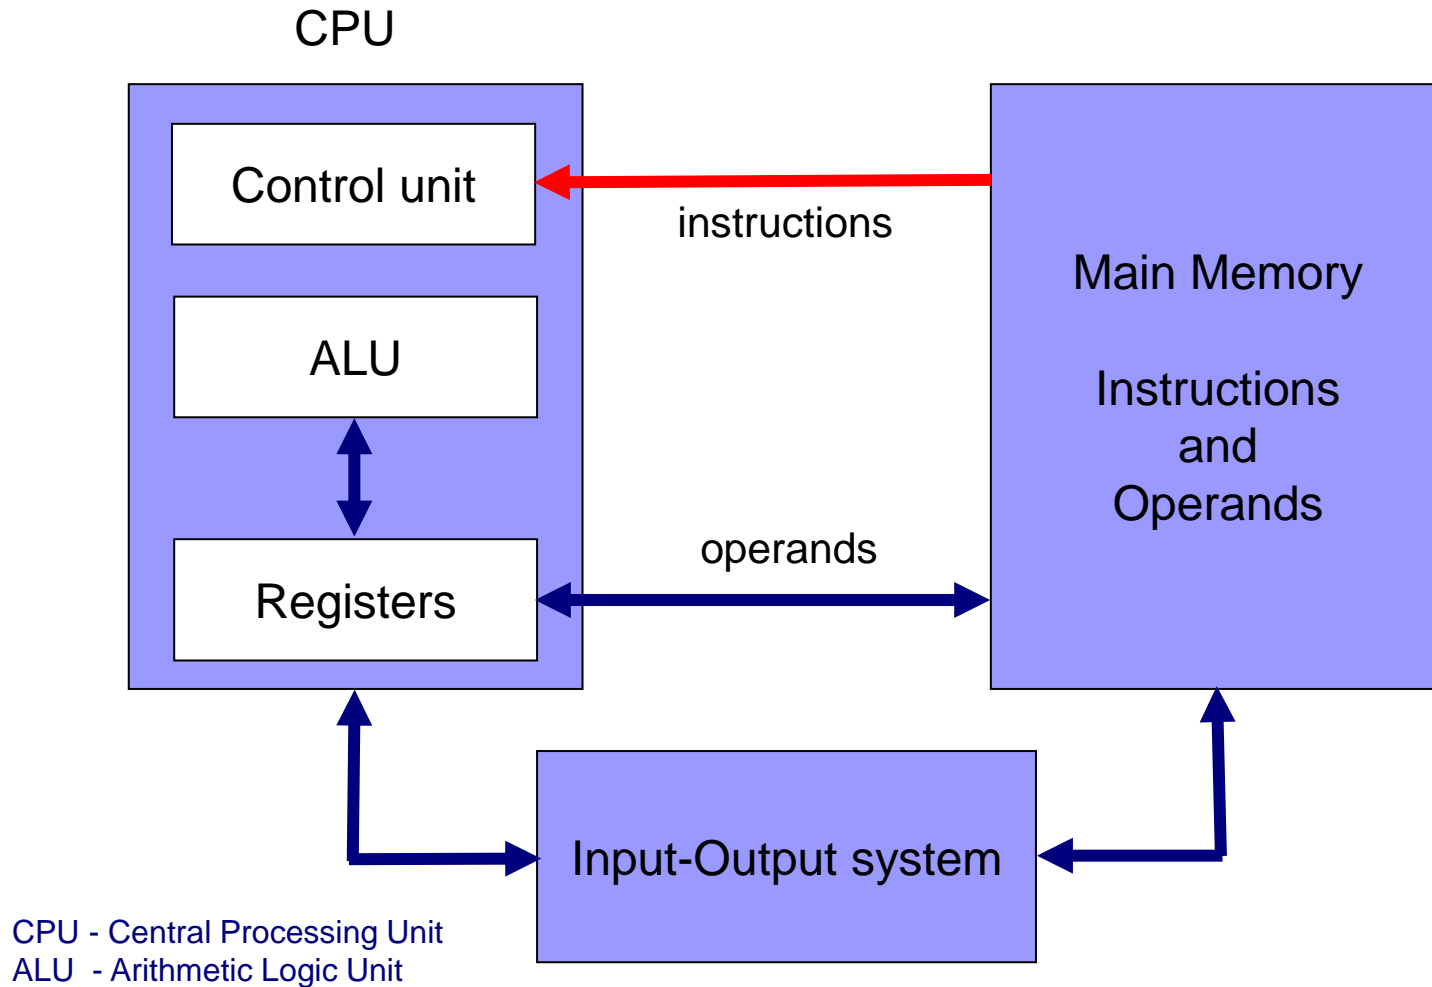 CPU
Control unit
instructions
ALU
Main Memory
Instructions
and
Operands
operands
Registers
Input-Output system
CPU - Central Processing Unit
ALU - Arithmetic Logic Unit